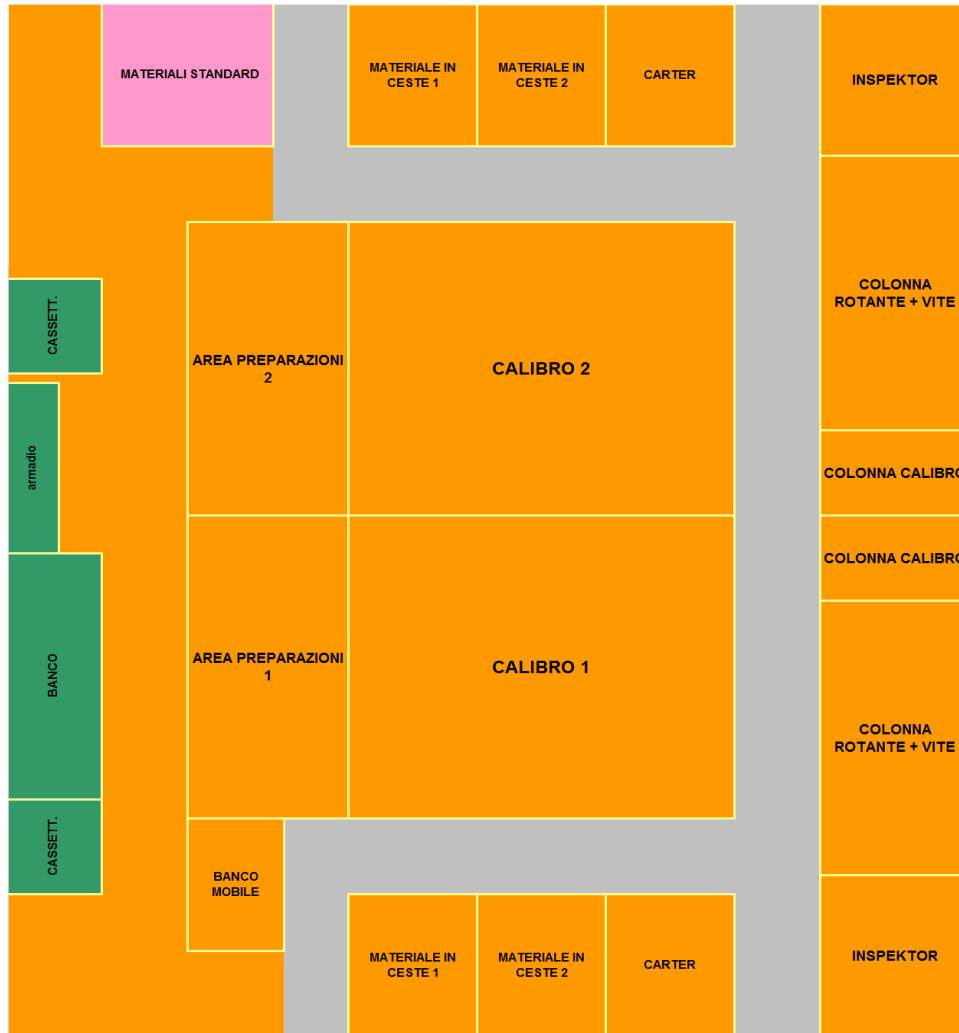 MATERIALI STANDARD
MATERIALE IN
CESTE 1
MATERIALE IN
CESTE 2
CARTER
INSPEKTOR
COLONNA
ROTANTE + VITE
CASSETT.
AREA PREPARAZIONI
2
CALIBRO 2
armadio
COLONNA CALIBRO
COLONNA CALIBRO
BANCO
AREA PREPARAZIONI
1
CALIBRO 1
COLONNA
ROTANTE + VITE
CASSETT.
BANCO
MOBILE
MATERIALE IN
CESTE 1
MATERIALE IN
CESTE 2
CARTER
INSPEKTOR